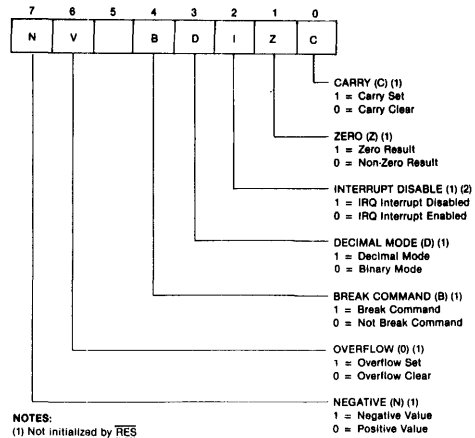 7 6 5 4 3 2 1 0
N V B D I Z C
CARRY (C) (1)
1 = Carry Set
0 = Carry Clear
ZERO (Z) (1)
1 = Zero Result
0 = Non-Zero Result
INTERRUPT DISABLE (1) (2)
1 = IRQ Interrupt Disabled
0 = IRQ Interrupt Enabled
DECIMAL MODE (D) (1)
1 = Decimal Mode
0 = Binary Mode
BREAK COMMAND (B) (1)
1 = Break Command
0 = Not Break Command
OVERFLOW (0) (1)
1 = Overflow Set
0 = Overflow Clear
NEGATIVE (N) (1)
1 = Negative Value
0 = Positive Value
NOTES:
(1) Not initialized by RES